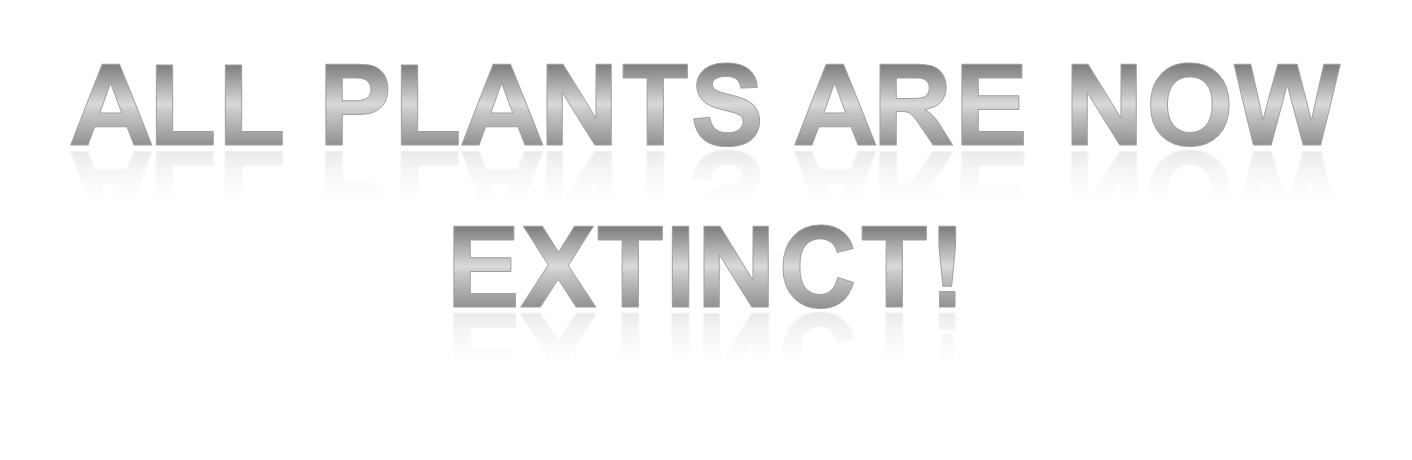 ALL PLANTS ARE NOW
EXTINCT!